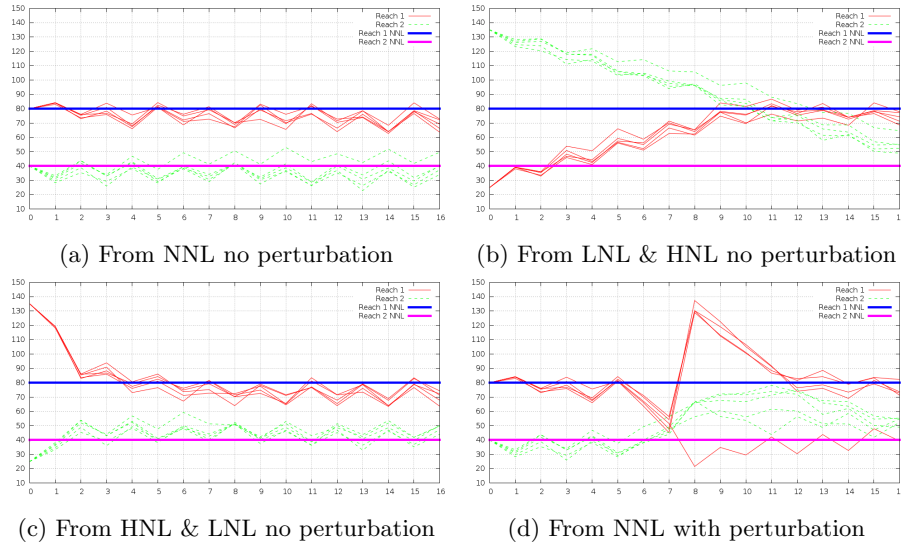 150
140
130
120
110
100
90
80
70
60
50
40
30
20
10
0 1 2 3 4 5 6 7 8 9 10 11 12 13 14 15 16
Reach 1
Reach 2
Reach 1 NNL
Reach 2 NNL
(a) From NNL no perturbation
150
140
130
120
110
100
90
80
70
60
50
40
30
20
10
0 1 2 3 4 5 6 7 8 9 10 11 12 13 14 15 1
Reach 1
Reach 2
Reach 1 NNL
Reach 2 NNL
(b) From LNL & HNL no perturbation
150
140
130
120
110
100
90
80
70
60
50
40
30
20
10
0 1 2 3 4 5 6 7 8 9 10 11 12 13 14 15 16
Reach 1
Reach 2
Reach 1 NNL
Reach 2 NNL
(c) From HNL & LNL no perturbation
150
140
130
120
110
100
90
80
70
60
50
40
30
20
10
0 1 2 3 4 5 6 7 8 9 10 11 12 13 14 15 1
Reach 1
Reach 2
Reach 1 NNL
Reach 2 NNL
(d) From NNL with perturbation